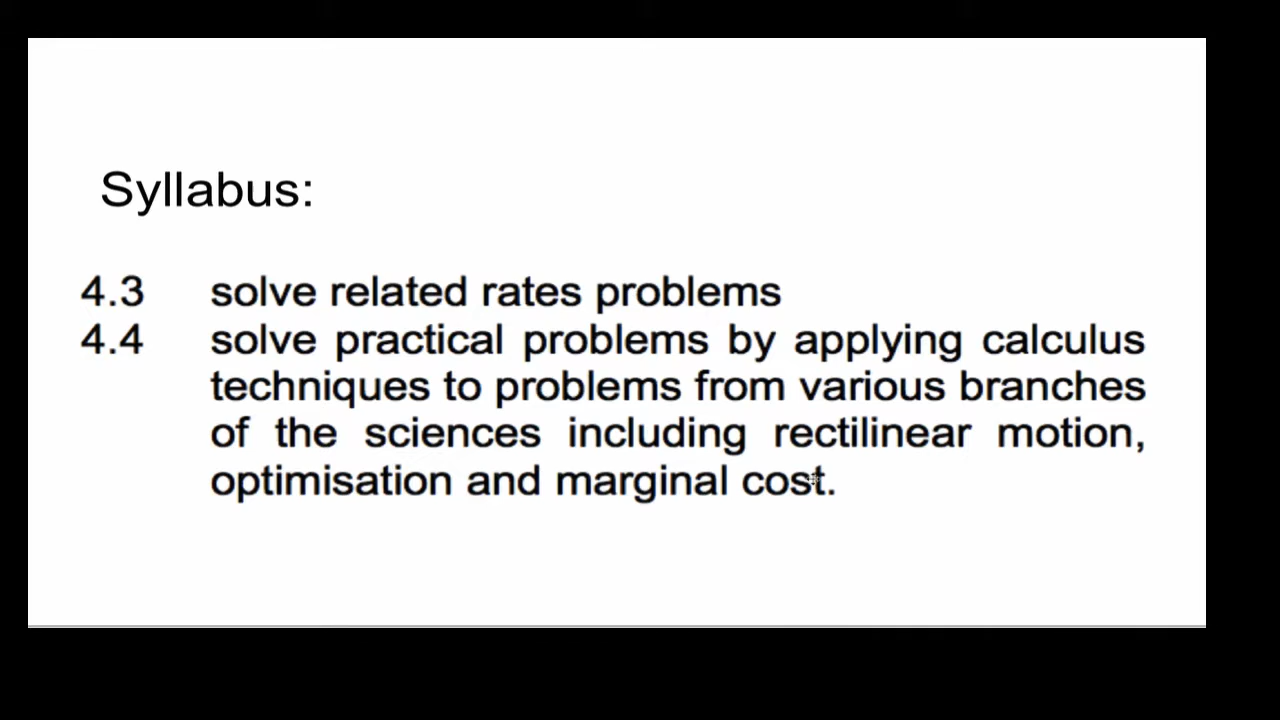 Syllabus:
4.3 solve related rates problems
4.4 solve practical problems by applying calculus
techniques to problems from various branches
of the sciences including rectilinear motion,
optimisation and marginal cost.